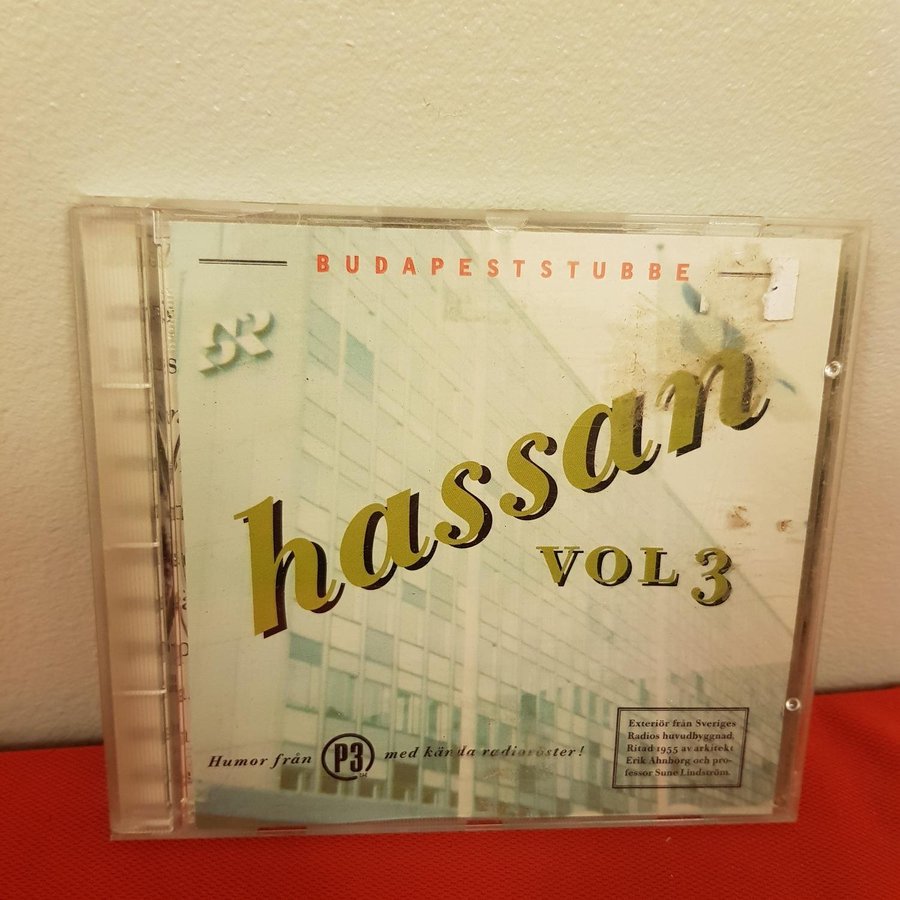 BUDAPESTSTUBBE
SR
hassan
VOL 3
Humor från P3 med kända radioröster!
Exteriör från Sveriges
Radios huvudbyggnad.
Ritad 1955 av arkitekt
Erik Ahnborg och pro-
fessor Sune Lindström.